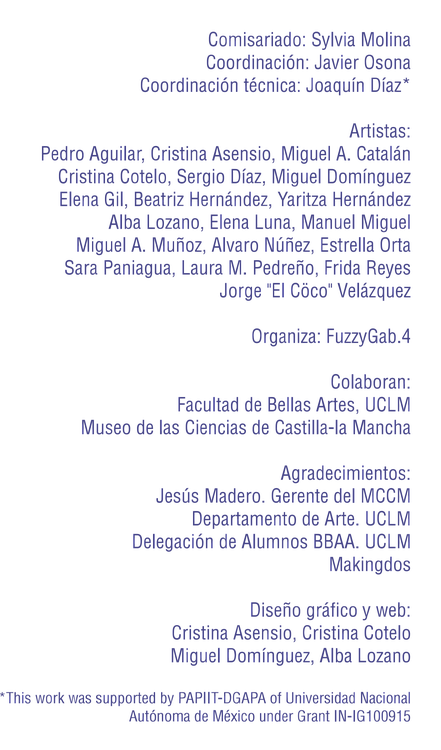 Comisariado: Sylvia Molina
Coordinación: Javier Osona
Coordinación técnica: Joaquín Díaz*
Artistas:
Pedro Aguilar, Cristina Asensio, Miguel A. Catalán
Cristina Cotelo, Sergio Díaz, Miguel Domínguez
Elena Gil, Beatriz Hernández, Yaritza Hernández
Alba Lozano, Elena Luna, Manuel Miguel
Miguel A. Muñoz, Alvaro Núñez, Estrella Orta
Sara Paniagua, Laura M. Pedreño, Frida Reyes
Jorge "El Cöco" Velázquez
Organiza: FuzzyGab.4
Colaboran:
Facultad de Bellas Artes, UCLM
Museo de las Ciencias de Castilla-la Mancha
Agradecimientos:
Jesús Madero. Gerente del MCCM
Departamento de Arte. UCLM
Delegación de Alumnos BBAA. UCLM
Makingdos
Diseño gráfico y web:
Cristina Asensio, Cristina Cotelo
Miguel Domínguez, Alba Lozano
*This work was supported by PAPIIT-DGAPA of Universidad Nacional
Autónoma de México under Grant IN-IG100915